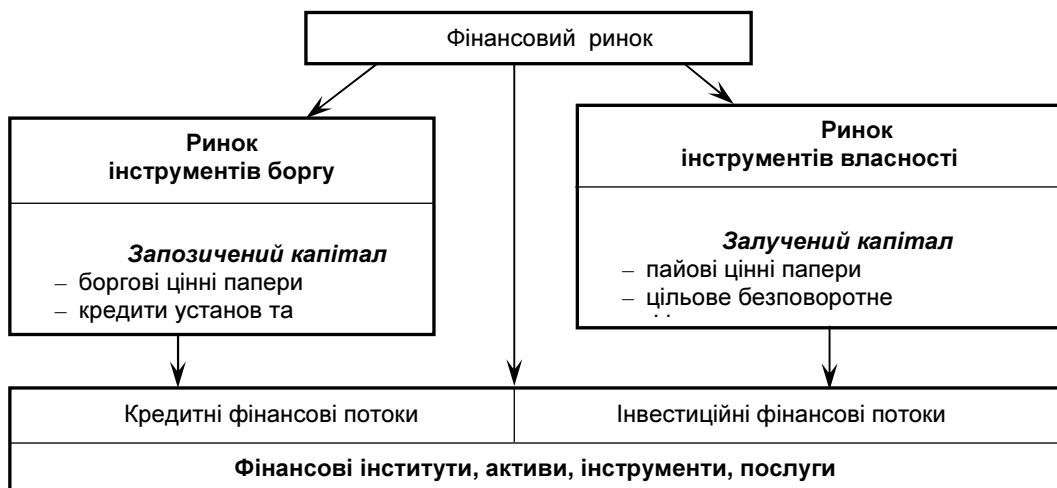 Фінансовий ринок
Ринок
інструментів боргу
Запозичений капітал
– боргові цінні папери
– кредити установ та
Ринок
інструментів власності
Залучений капітал
– пайові цінні папери
– цільове безповоротне
Кредитні фінансові потоки
Інвестиційні фінансові потоки
Фінансові інститути, активи, інструменти, послуги